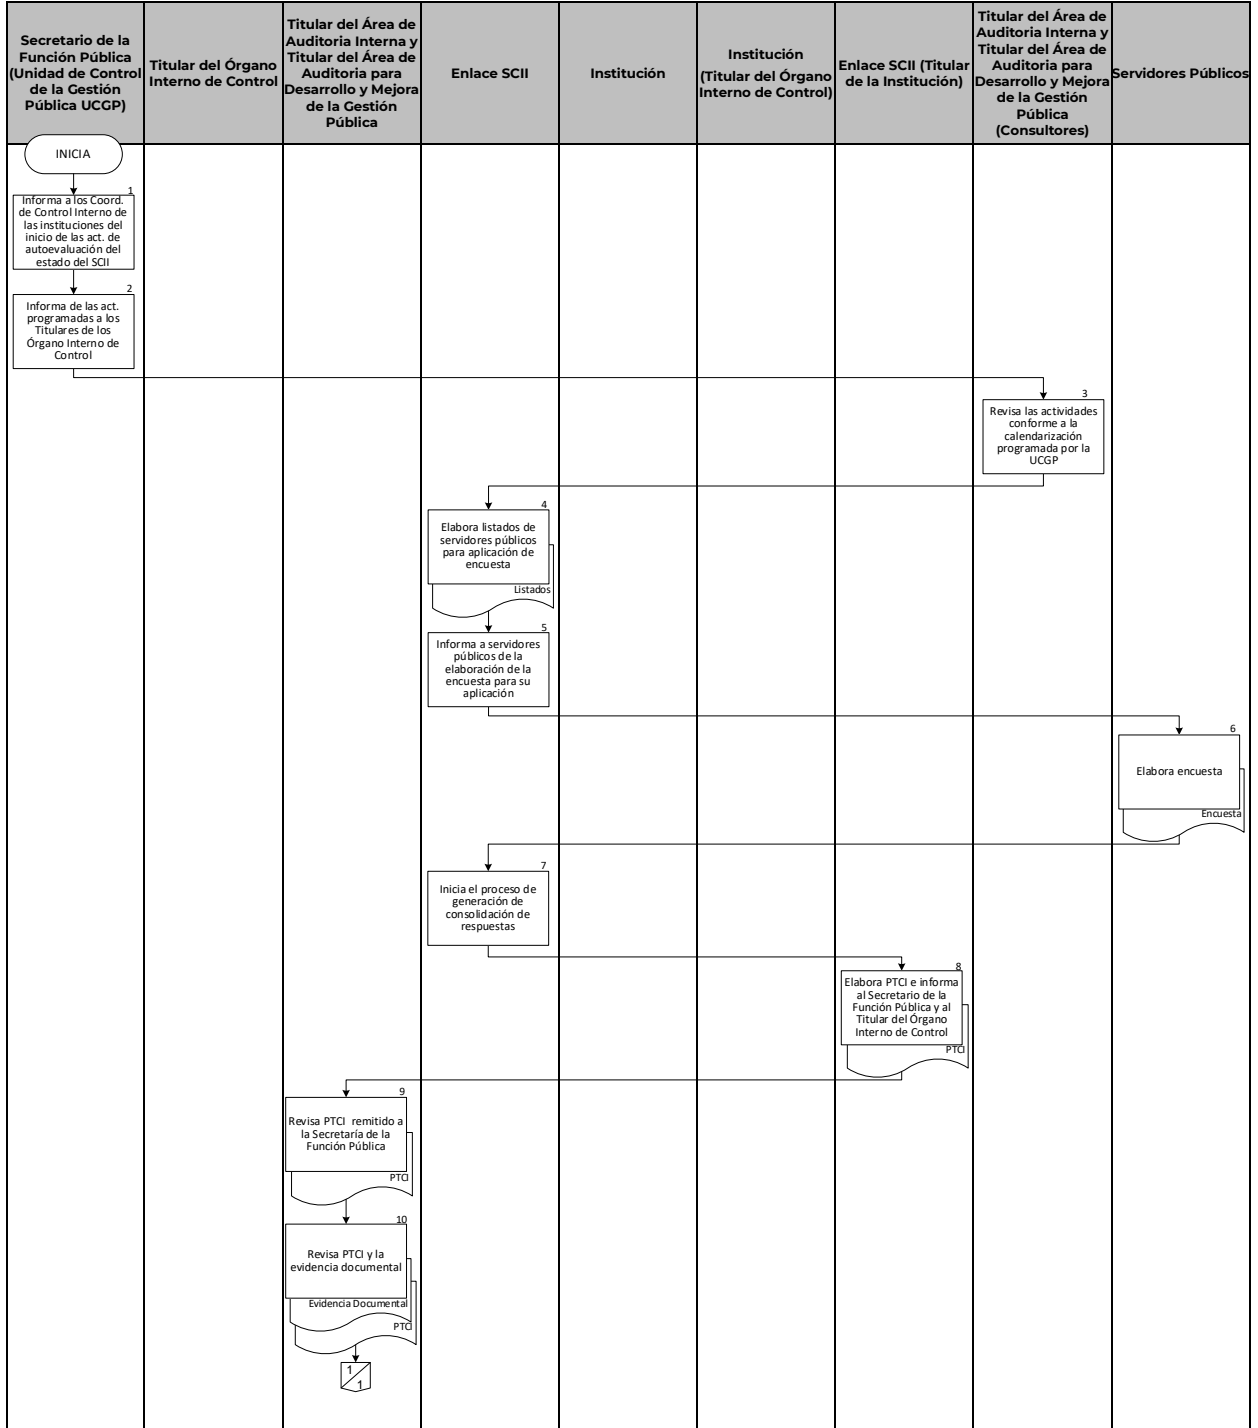 Secretario de la
Función Pública
(Unidad de Control
de la Gestión
Pública UCGP)
Titular del Órgano
Interno de Control
Titular del Área de
Auditoria Interna y
Titular del Área de
Auditoria para
Desarrollo y Mejora
de la Gestión
Pública
Enlace SCII
Institución
Institución
(Titular del Órgano
Interno de Control)
Enlace SCII (Titular
de la Institución)
Titular del Área de
Auditoria Interna y
Titular del Área de
Auditoria para
Desarrollo y Mejora
de la Gestión
Pública
(Consultores)
Servidores Públicos
INICIA
1
Informa a los Coord.
de Control Interno de
las instituciones del
inicio de las act. de
autoevaluación del
estado del SCII
2
Informa de las act.
programadas a los
Titulares de los
Órgano Interno de
Control
3
Revisa las actividades
conforme a la
calendarización
programada por la
UCGP
4
Elabora listados de
servidores públicos
para aplicación de
encuesta
Listados
5
Informa a servidores
públicos de la
elaboración de la
encuesta para su
aplicación
6
Elabora encuesta
Encuesta
7
Inicia el proceso de
generación de
consolidación de
respuestas
8
Elabora PTCI e informa
al Secretario de la
Función Pública y al
Titular del Órgano
Interno de Control
PTCI
9
Revisa PTCI remitido a
la Secretaría de la
Función Pública
PTCI
10
Revisa PTCI y la
evidencia documental
Evidencia Documental
PTCI
1
1